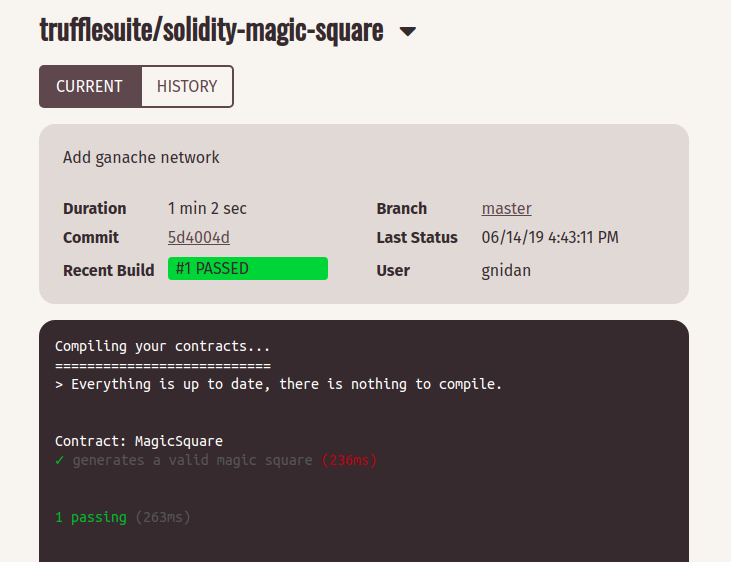 trufflesuite/solidity-magic-square
CURRENT HISTORY
Add ganache network
Duration 1 min 2 sec Branch master
Commit 5d4004d Last Status 06/14/19 4:43:11 PM
Recent Build #1 PASSED User gnidan
Compiling your contracts...
===========================
> Everything is up to date, there is nothing to compile.
Contract: MagicSquare
✓ generates a valid magic square (236ms)
1 passing (263ms)